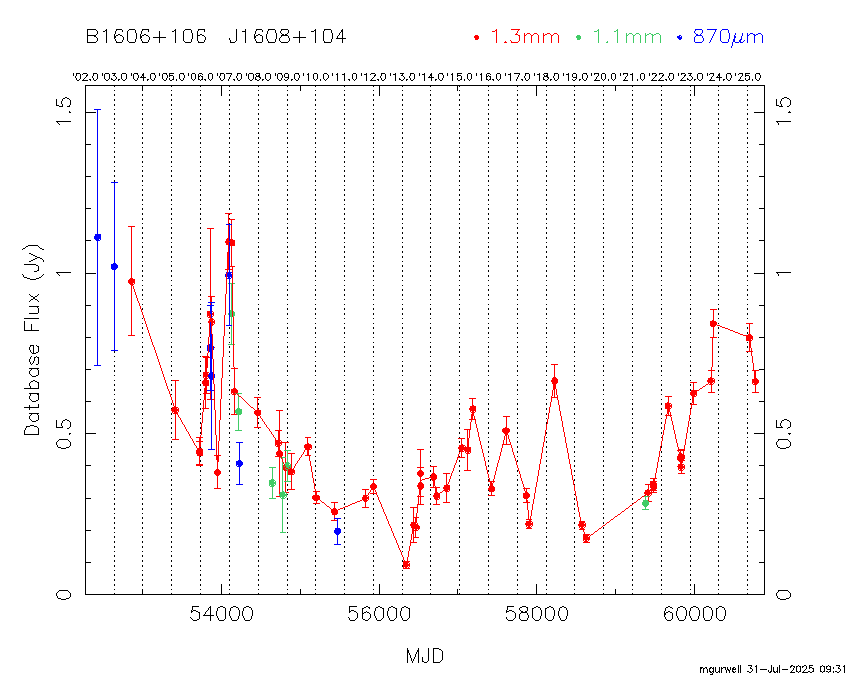 B1606+106 J1608+104 1.3mm 1.1mm 870μm
'02.0 '03.0 '04.0 '05.0 '06.0 '07.0 '08.0 '09.0 '10.0 '11.0 '12.0 '13.0 '14.0 '15.0 '16.0 '17.0 '18.0 '19.0 '20.0 '21.0 '22.0 '23.0 '24.0 '25.0
1.5 1.5
1 1
Database Flux (Jy)
0.5 0.5
0 0
54000 56000 58000 60000
MJD
mgurwell 31-Jul-2025 09:31